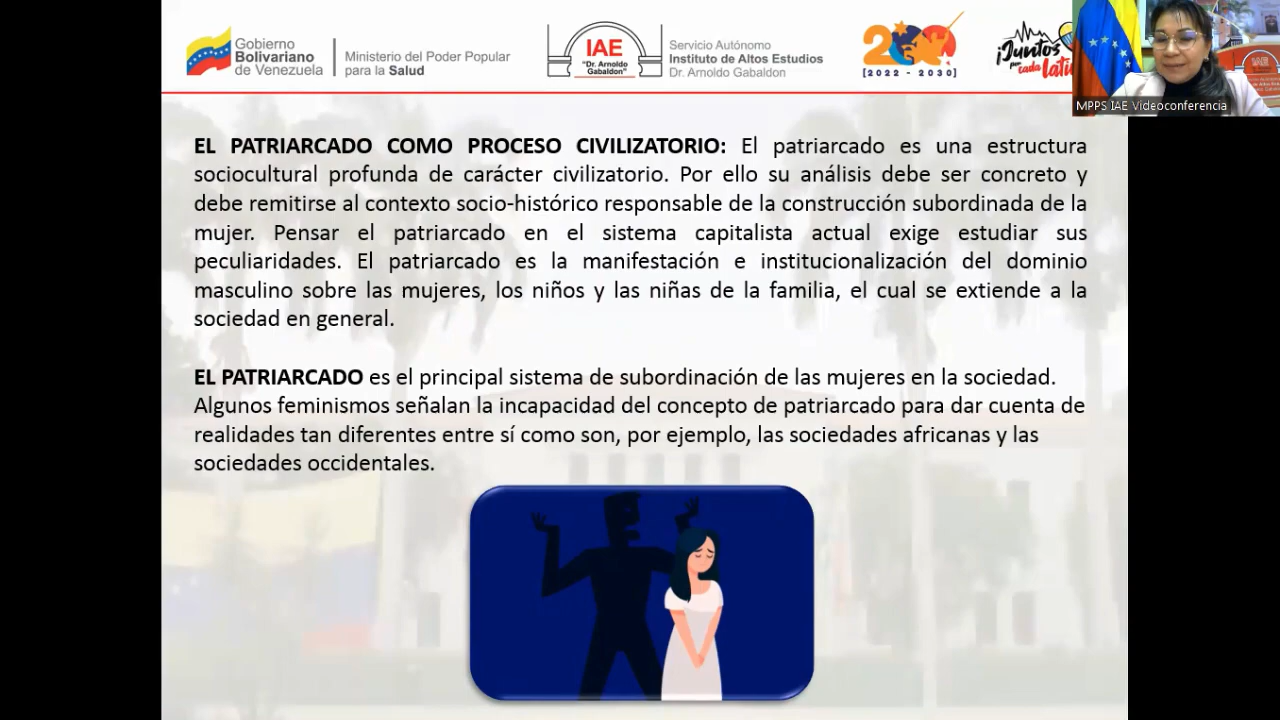 Gobierno
Bolivariano
de Venezuela
Ministerio del Poder Popular
para la Salud
IAE
"Dr. Arnoldo
Gabaldon"
Servicio Autónomo
Instituto de Altos Estudios
Dr. Arnoldo Gabaldon
200
[2022 - 2030]
¡Juntos
por cada
MPPS IAE Videoconferencia
EL PATRIARCADO COMO PROCESO CIVILIZATORIO: El patriarcado es una estructura
sociocultural profunda de carácter civilizatorio. Por ello su análisis debe ser concreto y
debe remitirse al contexto socio-histórico responsable de la construcción subordinada de la
mujer. Pensar el patriarcado en el sistema capitalista actual exige estudiar sus
peculiaridades. El patriarcado es la manifestación e institucionalización del dominio
masculino sobre las mujeres, los niños y las niñas de la familia, el cual se extiende a la
sociedad en general.
EL PATRIARCADO es el principal sistema de subordinación de las mujeres en la sociedad.
Algunos feminismos señalan la incapacidad del concepto de patriarcado para dar cuenta de
realidades tan diferentes entre sí como son, por ejemplo, las sociedades africanas y las
sociedades occidentales.